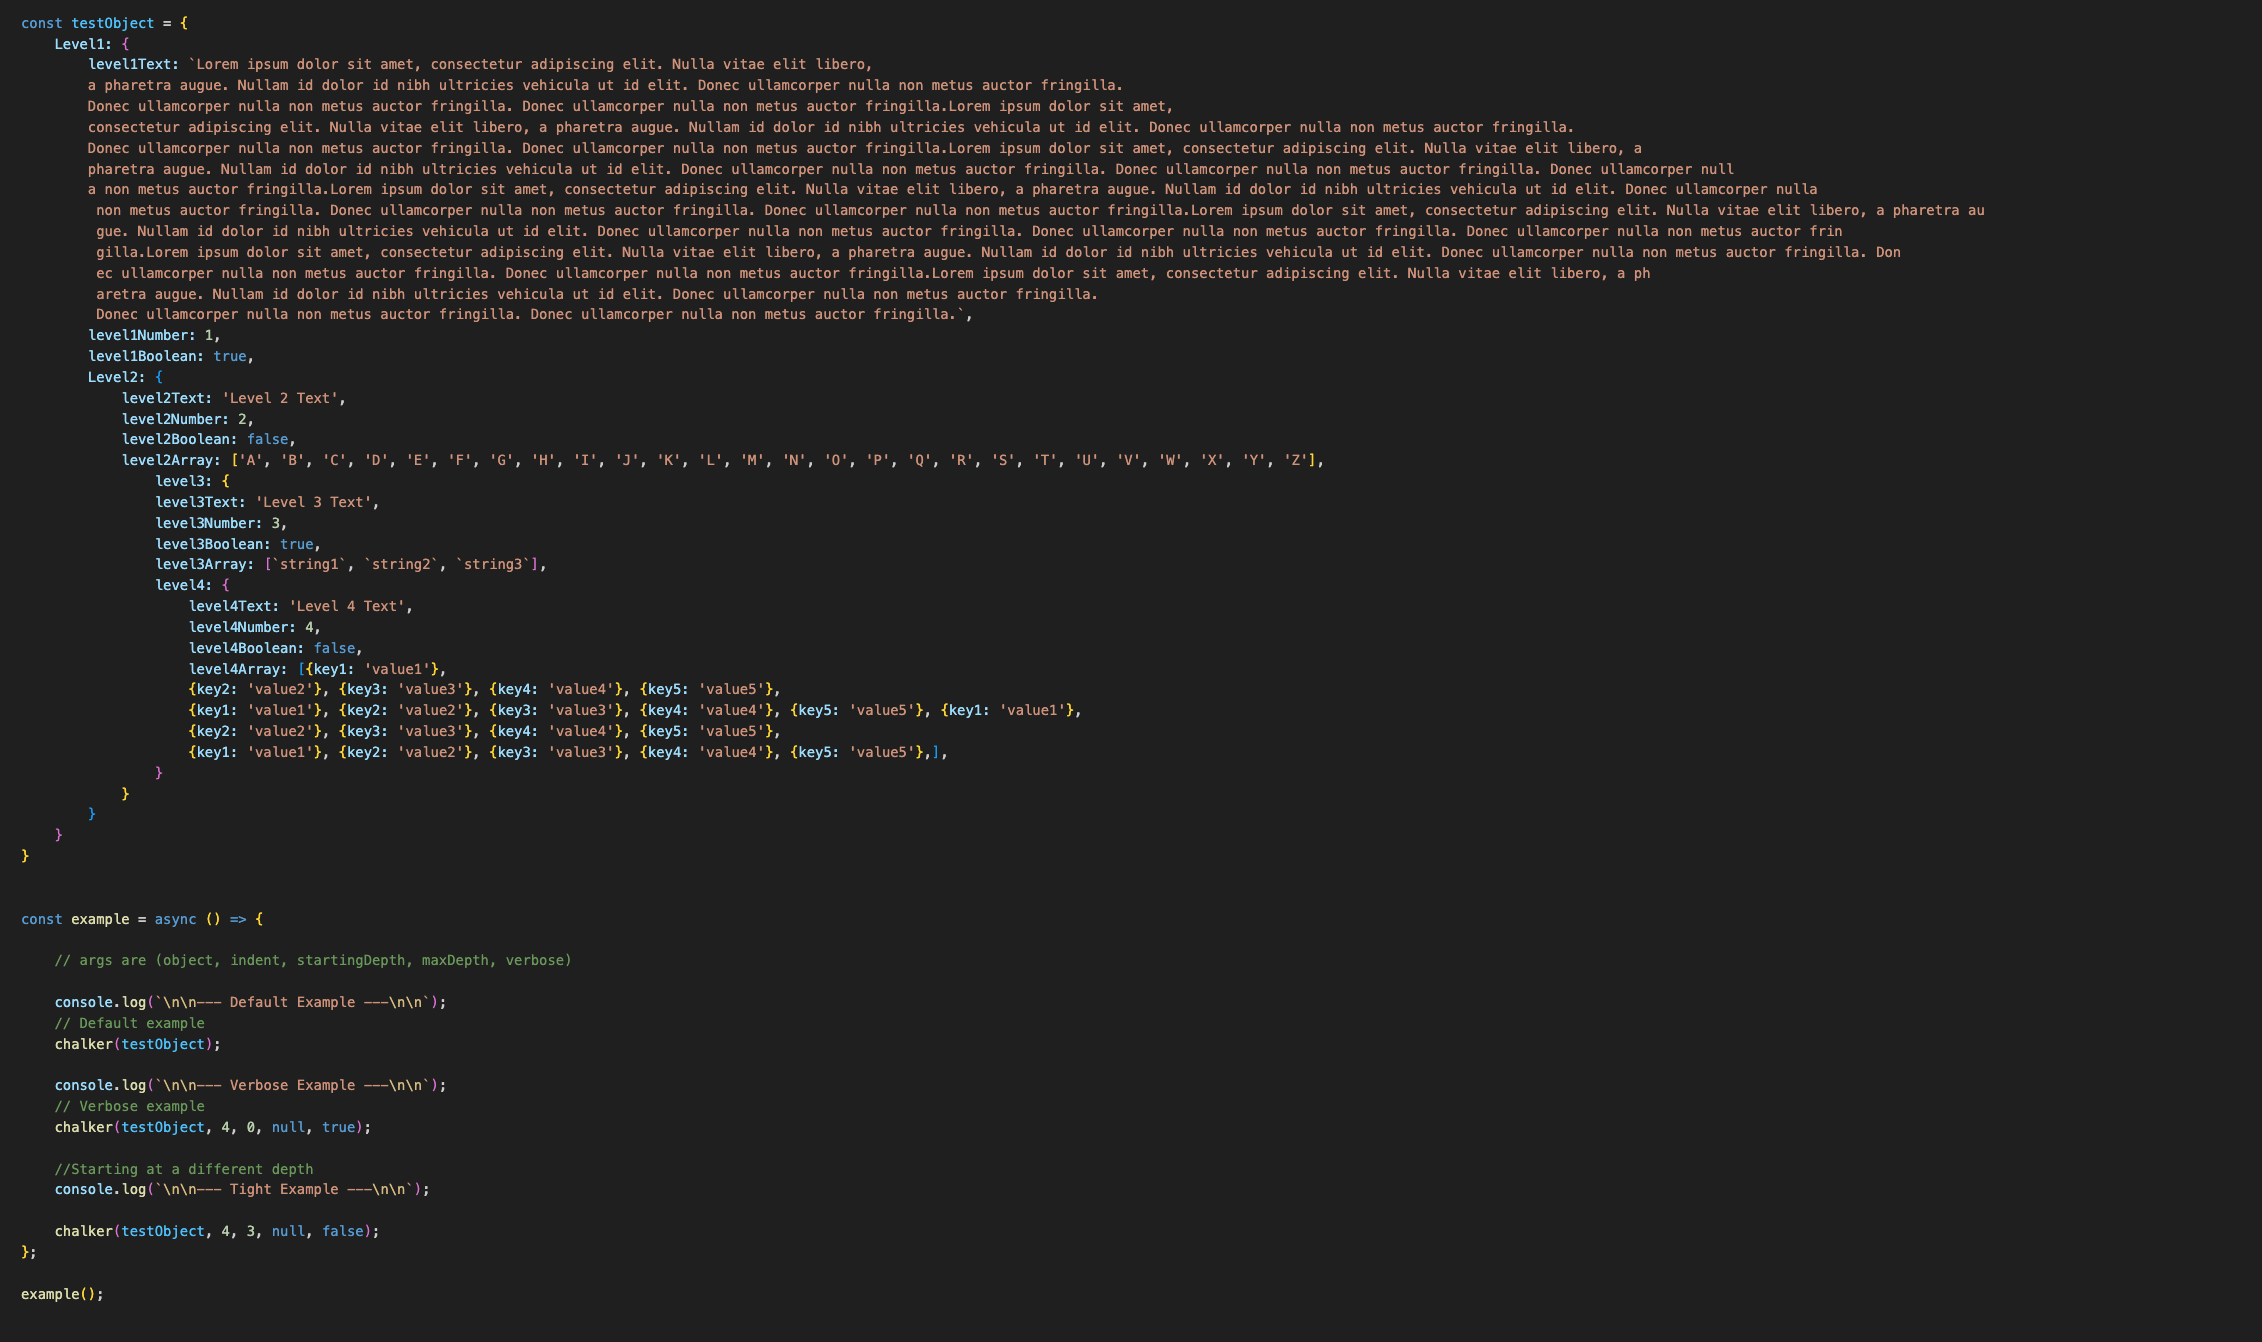 const testObject = {
    Level1: {
        level1Text: `Lorem ipsum dolor sit amet, consectetur adipiscing elit. Nulla vitae elit libero,
        a pharetra augue. Nullam id dolor id nibh ultricies vehicula ut id elit. Donec ullamcorper nulla non metus auctor fringilla.
        Donec ullamcorper nulla non metus auctor fringilla. Donec ullamcorper nulla non metus auctor fringilla.Lorem ipsum dolor sit amet,
        consectetur adipiscing elit. Nulla vitae elit libero, a pharetra augue. Nullam id dolor id nibh ultricies vehicula ut id elit. Donec ullamcorper nulla non metus auctor fringilla.
        Donec ullamcorper nulla non metus auctor fringilla. Donec ullamcorper nulla non metus auctor fringilla.Lorem ipsum dolor sit amet, consectetur adipiscing elit. Nulla vitae elit libero, a
        pharetra augue. Nullam id dolor id nibh ultricies vehicula ut id elit. Donec ullamcorper nulla non metus auctor fringilla. Donec ullamcorper nulla non metus auctor fringilla. Donec ullamcorper null
        a non metus auctor fringilla.Lorem ipsum dolor sit amet, consectetur adipiscing elit. Nulla vitae elit libero, a pharetra augue. Nullam id dolor id nibh ultricies vehicula ut id elit. Donec ullamcorper nulla
         non metus auctor fringilla. Donec ullamcorper nulla non metus auctor fringilla. Donec ullamcorper nulla non metus auctor fringilla.Lorem ipsum dolor sit amet, consectetur adipiscing elit. Nulla vitae elit libero, a pharetra au
         gue. Nullam id dolor id nibh ultricies vehicula ut id elit. Donec ullamcorper nulla non metus auctor fringilla. Donec ullamcorper nulla non metus auctor fringilla. Donec ullamcorper nulla non metus auctor frin
         gilla.Lorem ipsum dolor sit amet, consectetur adipiscing elit. Nulla vitae elit libero, a pharetra augue. Nullam id dolor id nibh ultricies vehicula ut id elit. Donec ullamcorper nulla non metus auctor fringilla. Don
         ec ullamcorper nulla non metus auctor fringilla. Donec ullamcorper nulla non metus auctor fringilla.Lorem ipsum dolor sit amet, consectetur adipiscing elit. Nulla vitae elit libero, a ph
         aretra augue. Nullam id dolor id nibh ultricies vehicula ut id elit. Donec ullamcorper nulla non metus auctor fringilla.
         Donec ullamcorper nulla non metus auctor fringilla. Donec ullamcorper nulla non metus auctor fringilla.`,
        level1Number: 1,
        level1Boolean: true,
        Level2: {
            level2Text: 'Level 2 Text',
            level2Number: 2,
            level2Boolean: false,
            level2Array: ['A', 'B', 'C', 'D', 'E', 'F', 'G', 'H', 'I', 'J', 'K', 'L', 'M', 'N', 'O', 'P', 'Q', 'R', 'S', 'T', 'U', 'V', 'W', 'X', 'Y', 'Z'],
                level3: {
                level3Text: 'Level 3 Text',
                level3Number: 3,
                level3Boolean: true,
                level3Array: [`string1`, `string2`, `string3`],
                level4: {
                    level4Text: 'Level 4 Text',
                    level4Number: 4,
                    level4Boolean: false,
                    level4Array: [{key1: 'value1'},
                    {key2: 'value2'}, {key3: 'value3'}, {key4: 'value4'}, {key5: 'value5'},
                    {key1: 'value1'}, {key2: 'value2'}, {key3: 'value3'}, {key4: 'value4'}, {key5: 'value5'}, {key1: 'value1'},
                    {key2: 'value2'}, {key3: 'value3'}, {key4: 'value4'}, {key5: 'value5'},
                    {key1: 'value1'}, {key2: 'value2'}, {key3: 'value3'}, {key4: 'value4'}, {key5: 'value5'},],
                }
            }
        }
    }
}
const example = async () => {
    // args are (object, indent, startingDepth, maxDepth, verbose)
    console.log(`\n\n--- Default Example ---\n\n`);
    // Default example
    chalker(testObject);
    console.log(`\n\n--- Verbose Example ---\n\n`);
    // Verbose example
    chalker(testObject, 4, 0, null, true);
    //Starting at a different depth
    console.log(`\n\n--- Tight Example ---\n\n`);
    chalker(testObject, 4, 3, null, false);
};
example();